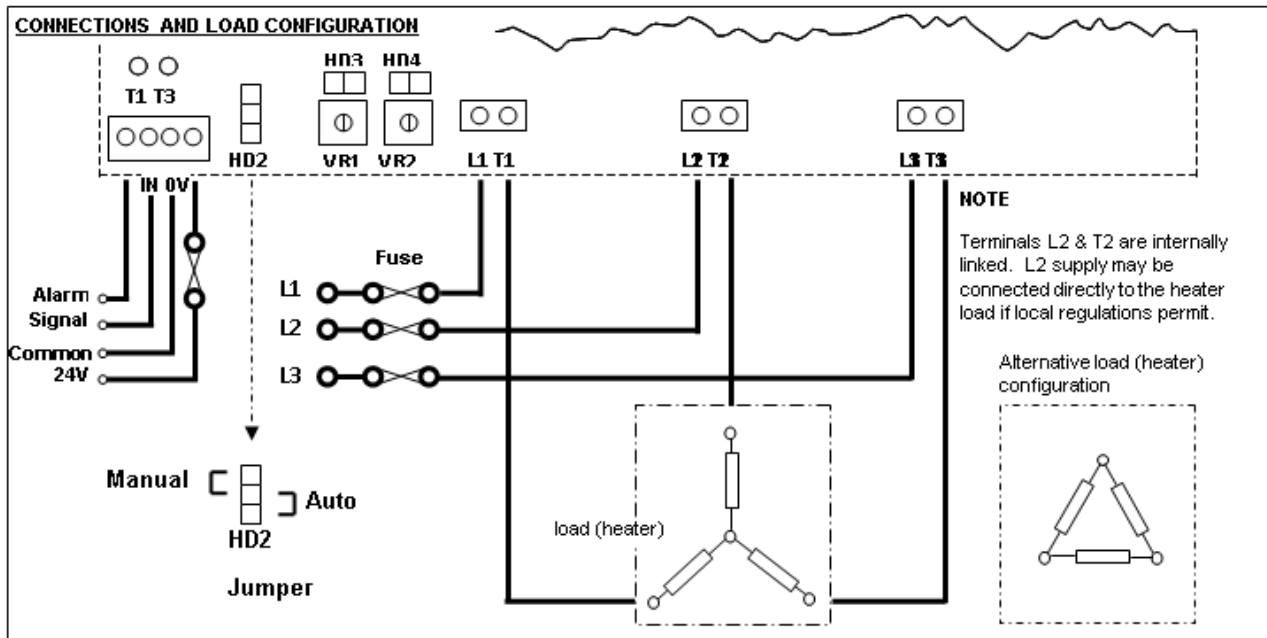 CONNECTIONS AND LOAD CONFIGURATION
HD3 HD4
T1 T3
HD2
VR1 VR2
L1 T1
L2 T2
L3 T3
IN 0V
NOTE
Terminals L2 & T2 are internally
linked. L2 supply may be
connected directly to the heater
load if local regulations permit.
Fuse
Alarm
Signal
Common
24V
L1
L2
L3
Alternative load (heater)
configuration
Manual
Auto
HD2
Jumper
load (heater)